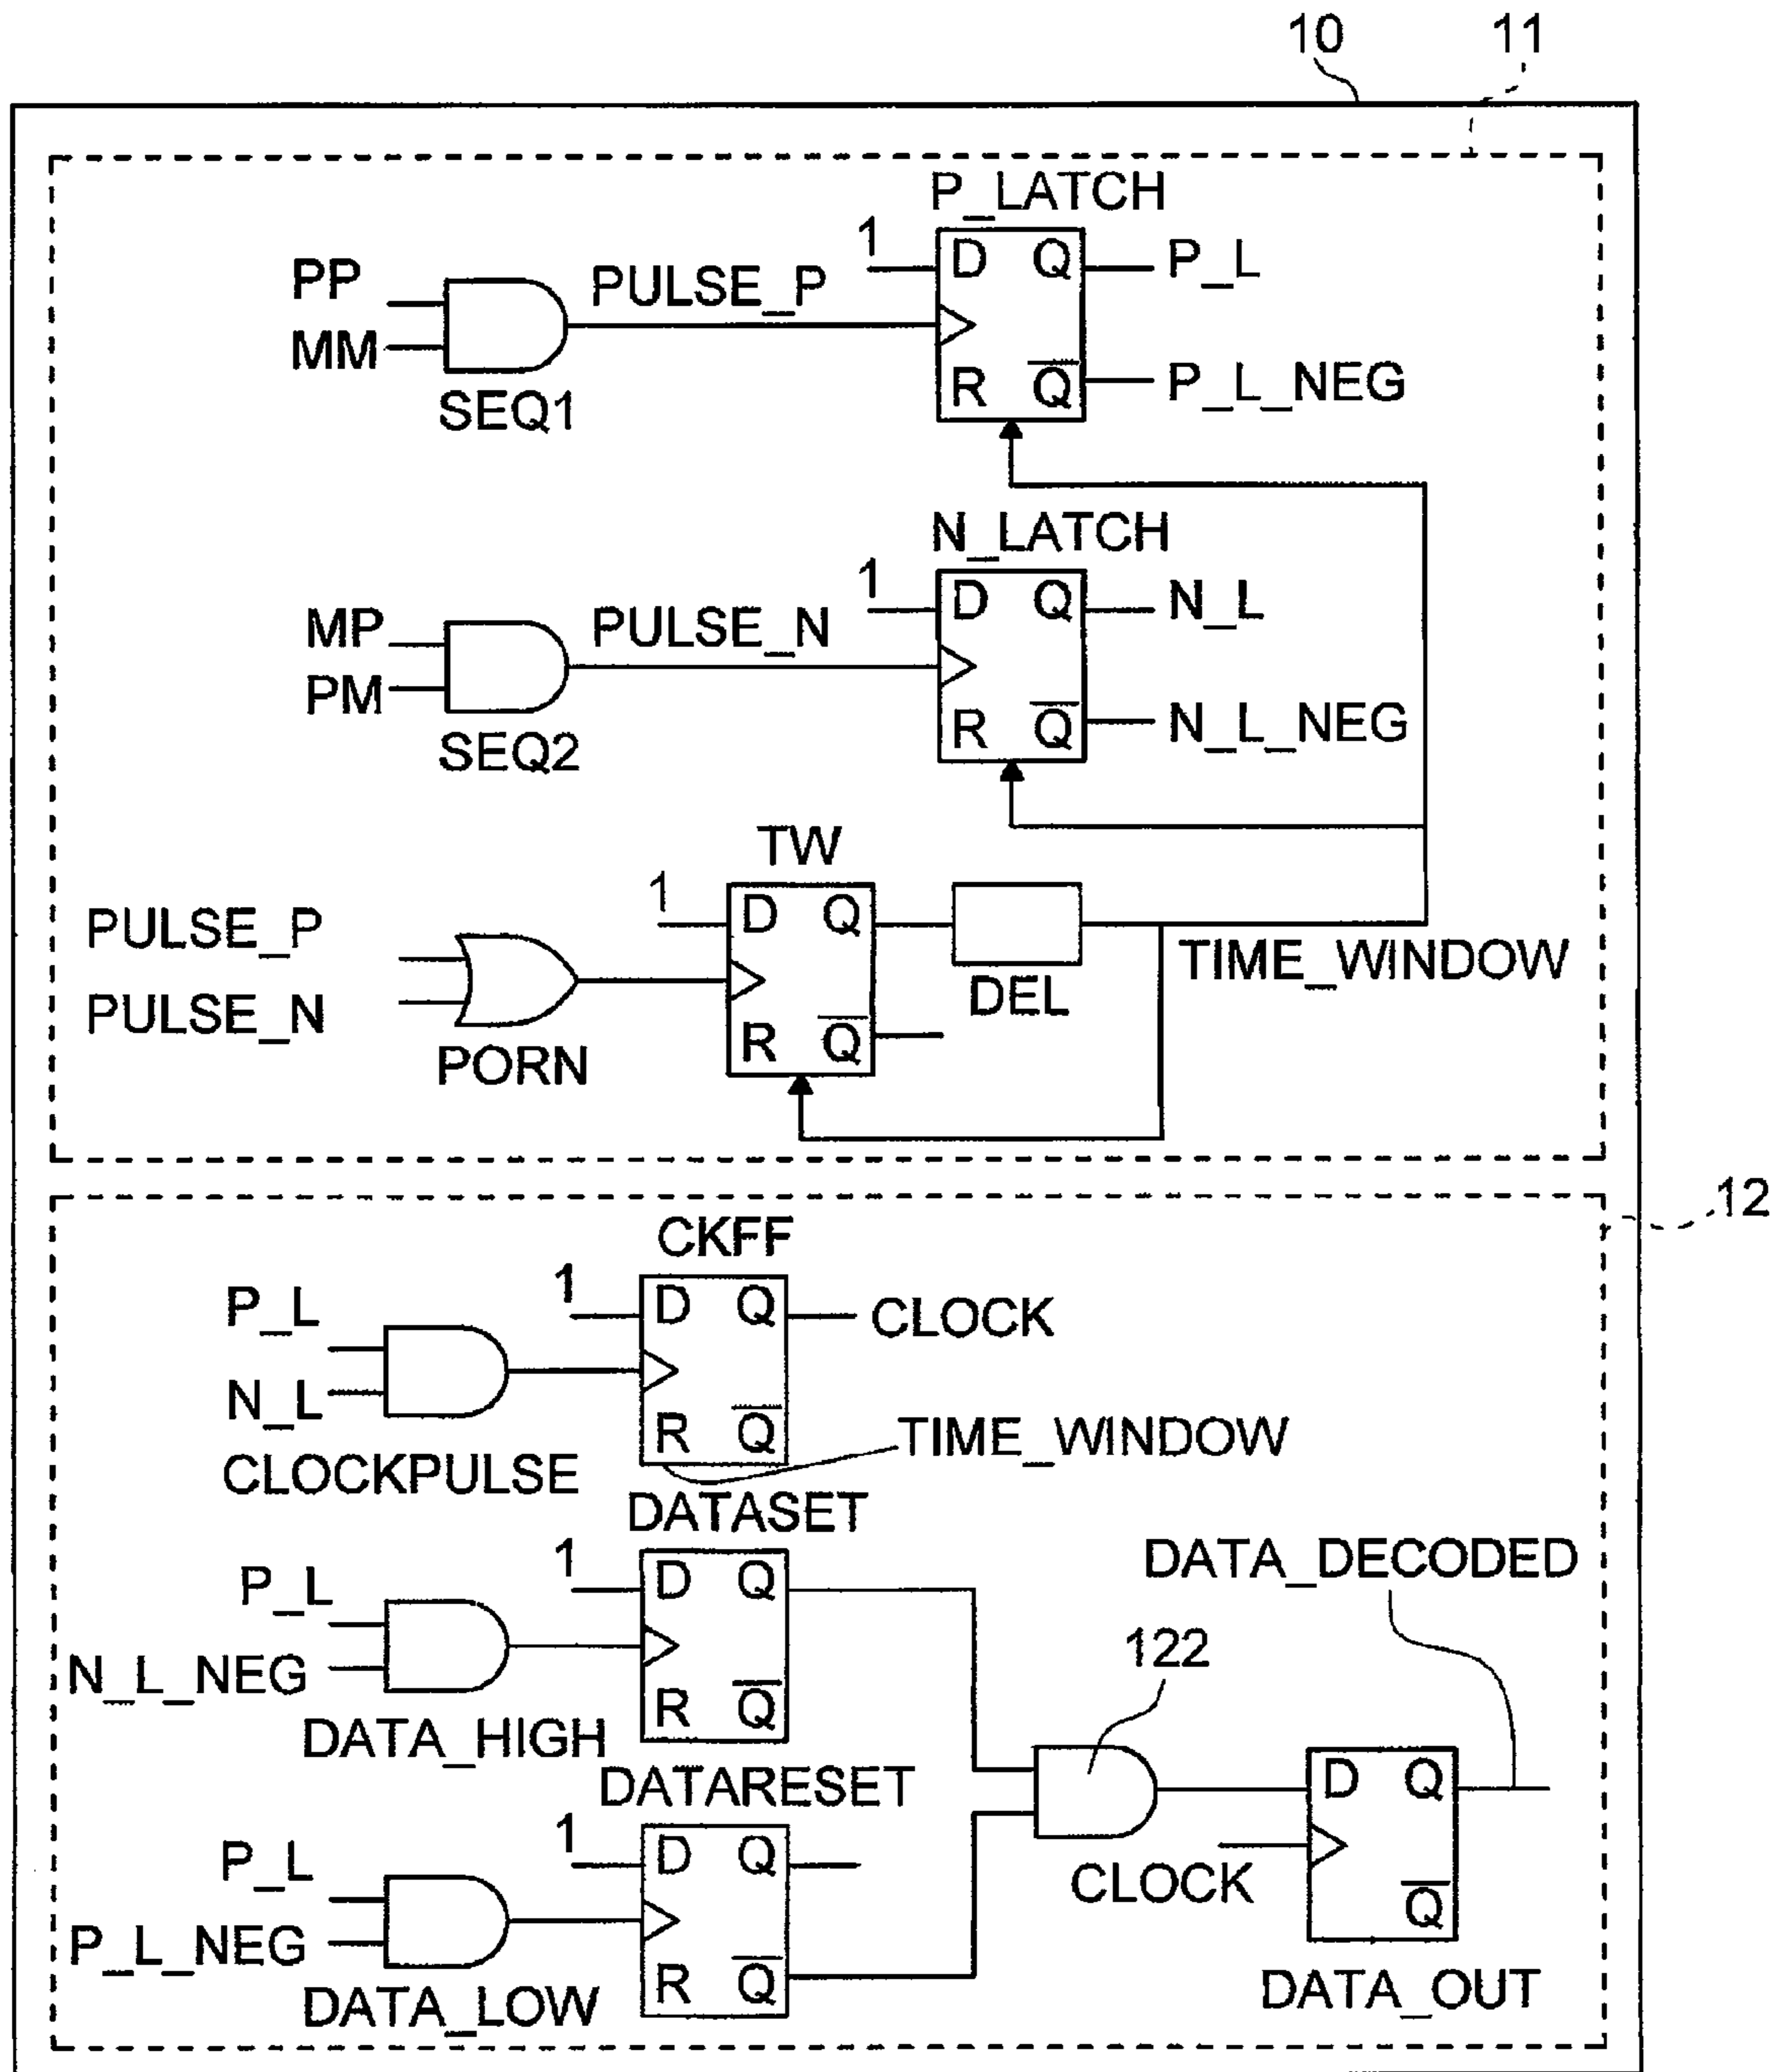 10
11
P_LATCH
1
D Q
P_L
PP
MM
PULSE_P
SEQ1
R Q
P_L_NEG
N_LATCH
1
D Q
N_L
MP
PM
PULSE_N
SEQ2
R Q
N_L_NEG
TW
1
D Q
PULSE_P
PULSE_N
PORN
R Q
DEL
TIME_WINDOW
12
CKFF
1
D Q
CLOCK
P_L
N_L
CLOCKPULSE
R Q
TIME_WINDOW
DATASET
1
D Q
P_L
N_L_NEG
DATA_HIGH
R Q
DATA_DECODED
122
DATARESET
1
D Q
P_L
P_L_NEG
DATA_LOW
R Q
D Q
CLOCK
Q
DATA_OUT